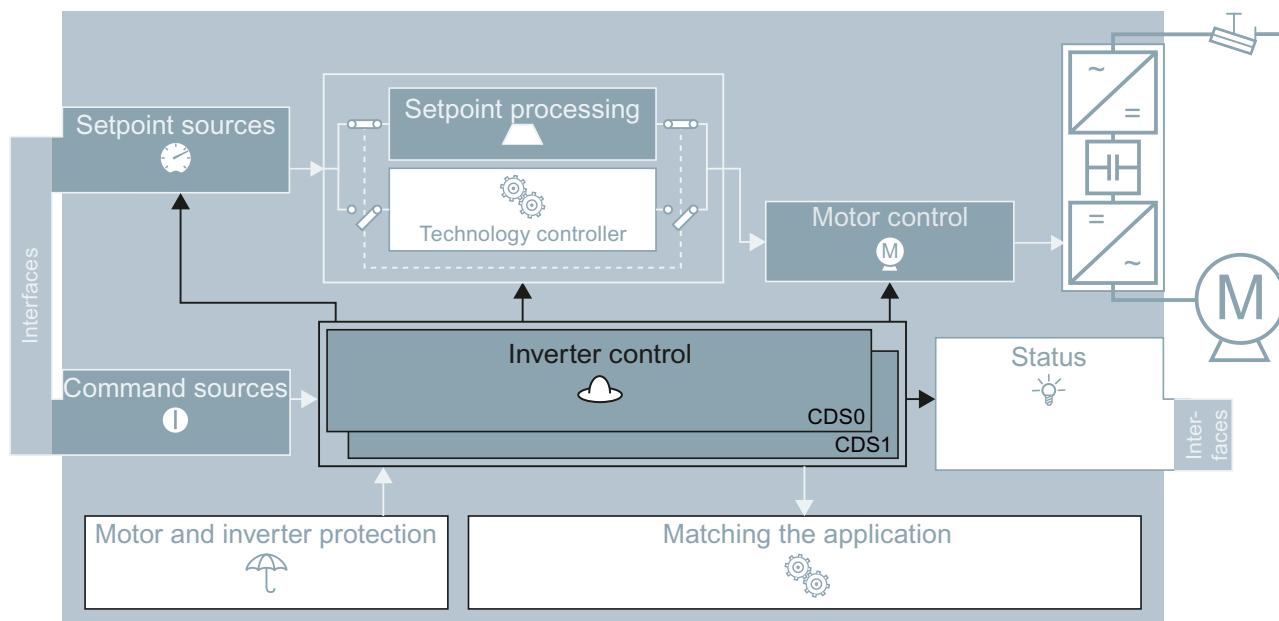 Setpoint sources
Setpoint processing
Technology controller
Motor control
M
~
=
=
~
M
Interfaces
Inverter control
CDS0
CDS1
Command sources
Status
Inter-
faces
Motor and inverter protection
Matching the application